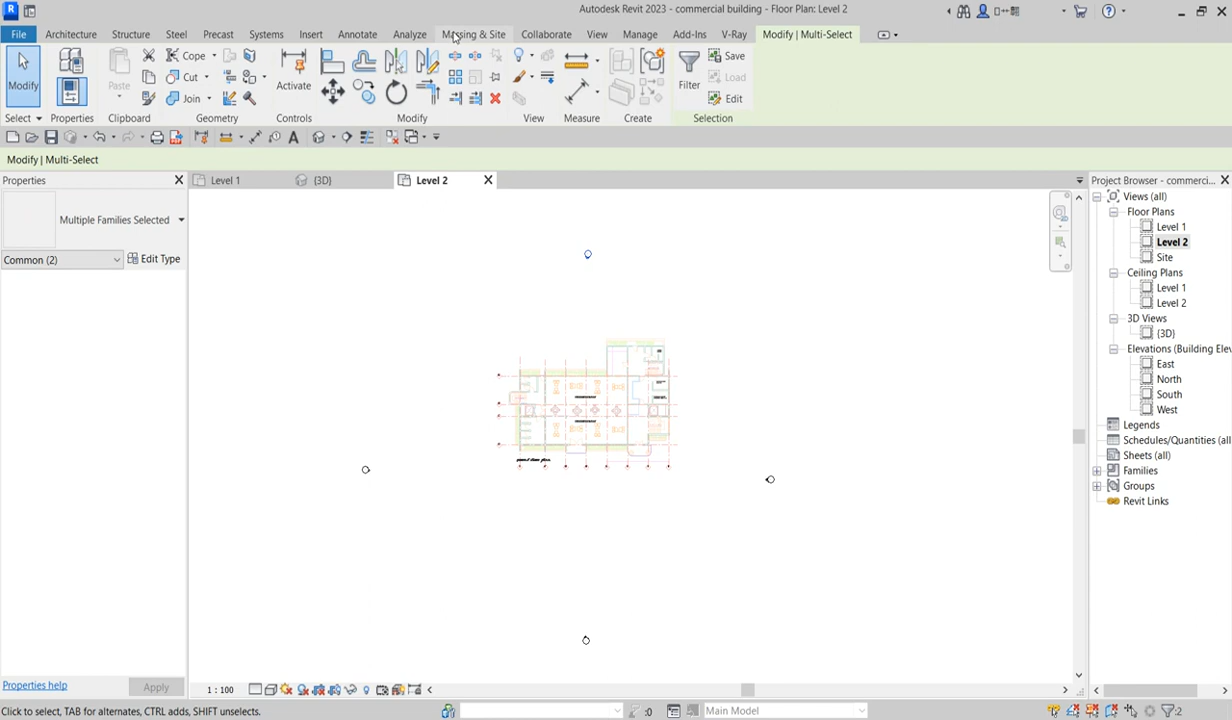 Autodesk Revit 2023 - commercial building - Floor Plan: Level 2
File Architecture Structure Steel Precast Systems Insert Annotate Analyze Massing & Site Collaborate View Manage Add-Ins V-Ray Modify | Multi-Select
Cope
Save
Cut
Load
Modify
Paste
Join
Activate
Filter
Edit
Select Properties Clipboard Geometry Controls Modify View Measure Create Selection
Modify | Multi-Select
Properties
Level 1
{3D}
Level 2
Project Browser - commerci...
Multiple Families Selected
Common (2)
Edit Type
Views (all)
Floor Plans
Level 1
Level 2
Site
Ceiling Plans
Level 1
Level 2
3D Views
{3D}
Elevations (Building Elev
East
North
South
West
Legends
Schedules/Quantities (all
Sheets (all)
Families
Groups
Revit Links
Properties help
Apply
1 : 100
Click to select, TAB for alternates, CTRL adds, SHIFT unselects.
:0
Main Model
:2